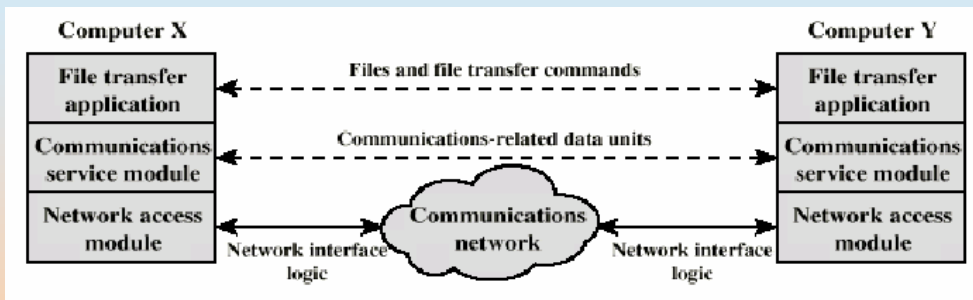 Computer X
Computer Y
File transfer
application
Files and file transfer commands
File transfer
application
Communications
service module
Communications-related data units
Communications
service module
Network access
module
Network interface
logic
Communications
network
Network interface
logic
Network access
module